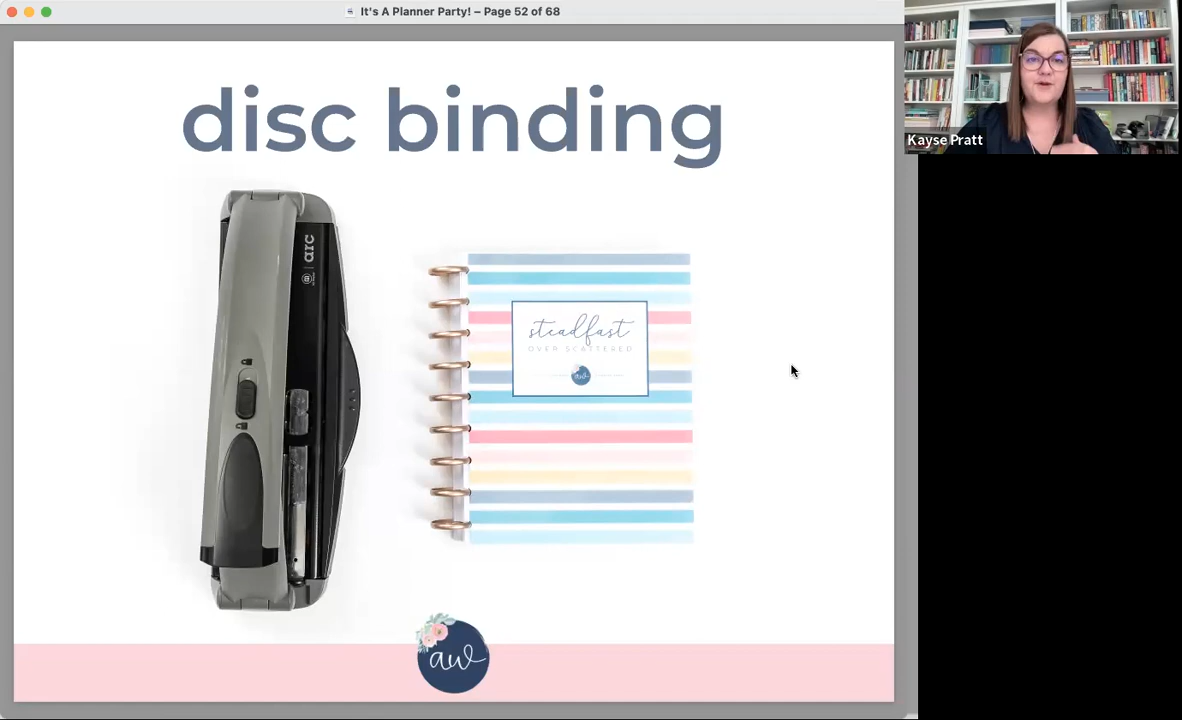 It's A Planner Party! – Page 52 of 68
Kayse Pratt
disc binding
arc
steadfast
OVER SCATTERED
aw
aw